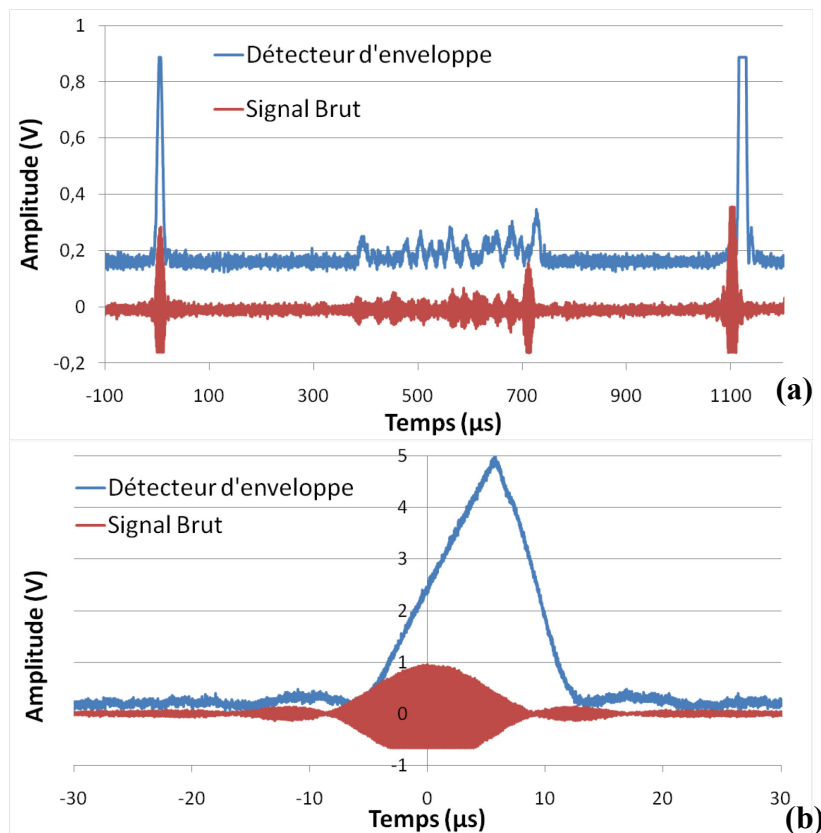 1
Détecteur d'enveloppe
0,8
Signal Brut
0,6
0,4
0,2
0
-0,2
Amplitude (V)
-100 100 300 500 700 900 1100
Temps (µs)
(a)
5
Détecteur d'enveloppe
4
Signal Brut
3
2
1
0
-1
Amplitude (V)
-30 -20 -10 0 10 20 30
Temps (µs)
(b)